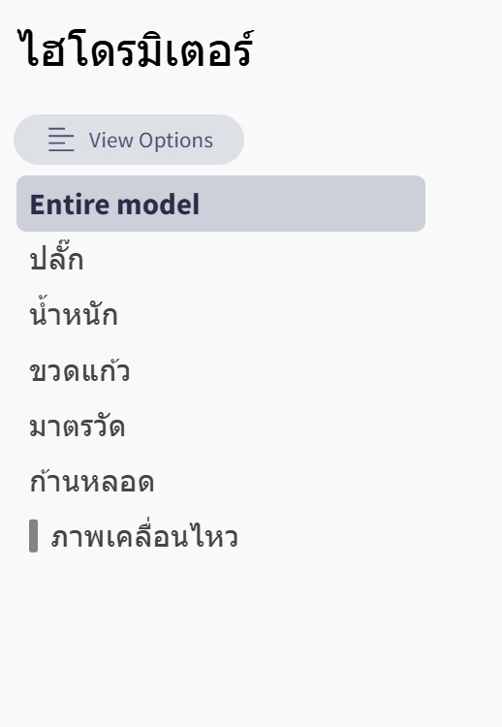 ไฮโดรมิเตอร์
View Options
Entire model
ปลั๊ก
น้ำหนัก
ขวดแก้ว
มาตรวัด
ก้านหลอด
ภาพเคลื่อนไหว